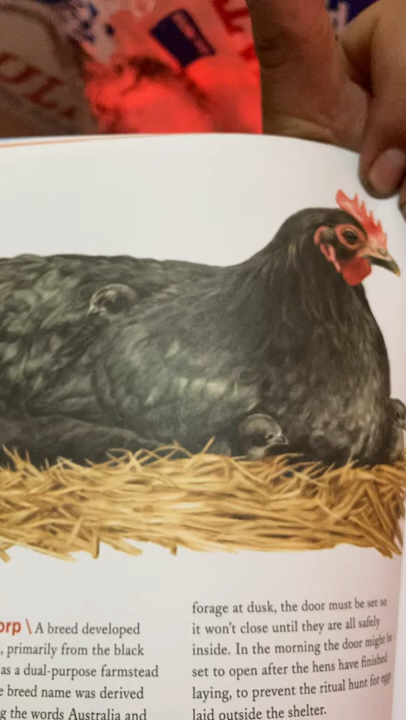 orp \ A breed developed
, primarily from the black
as a dual-purpose farmstead
e breed name was derived
g the words Australia and
forage at dusk, the door must be set so
it won't close until they are all safely
inside. In the morning the door might be
set to open after the hens have finished
laying, to prevent the ritual hunt for eggs
laid outside the shelter.